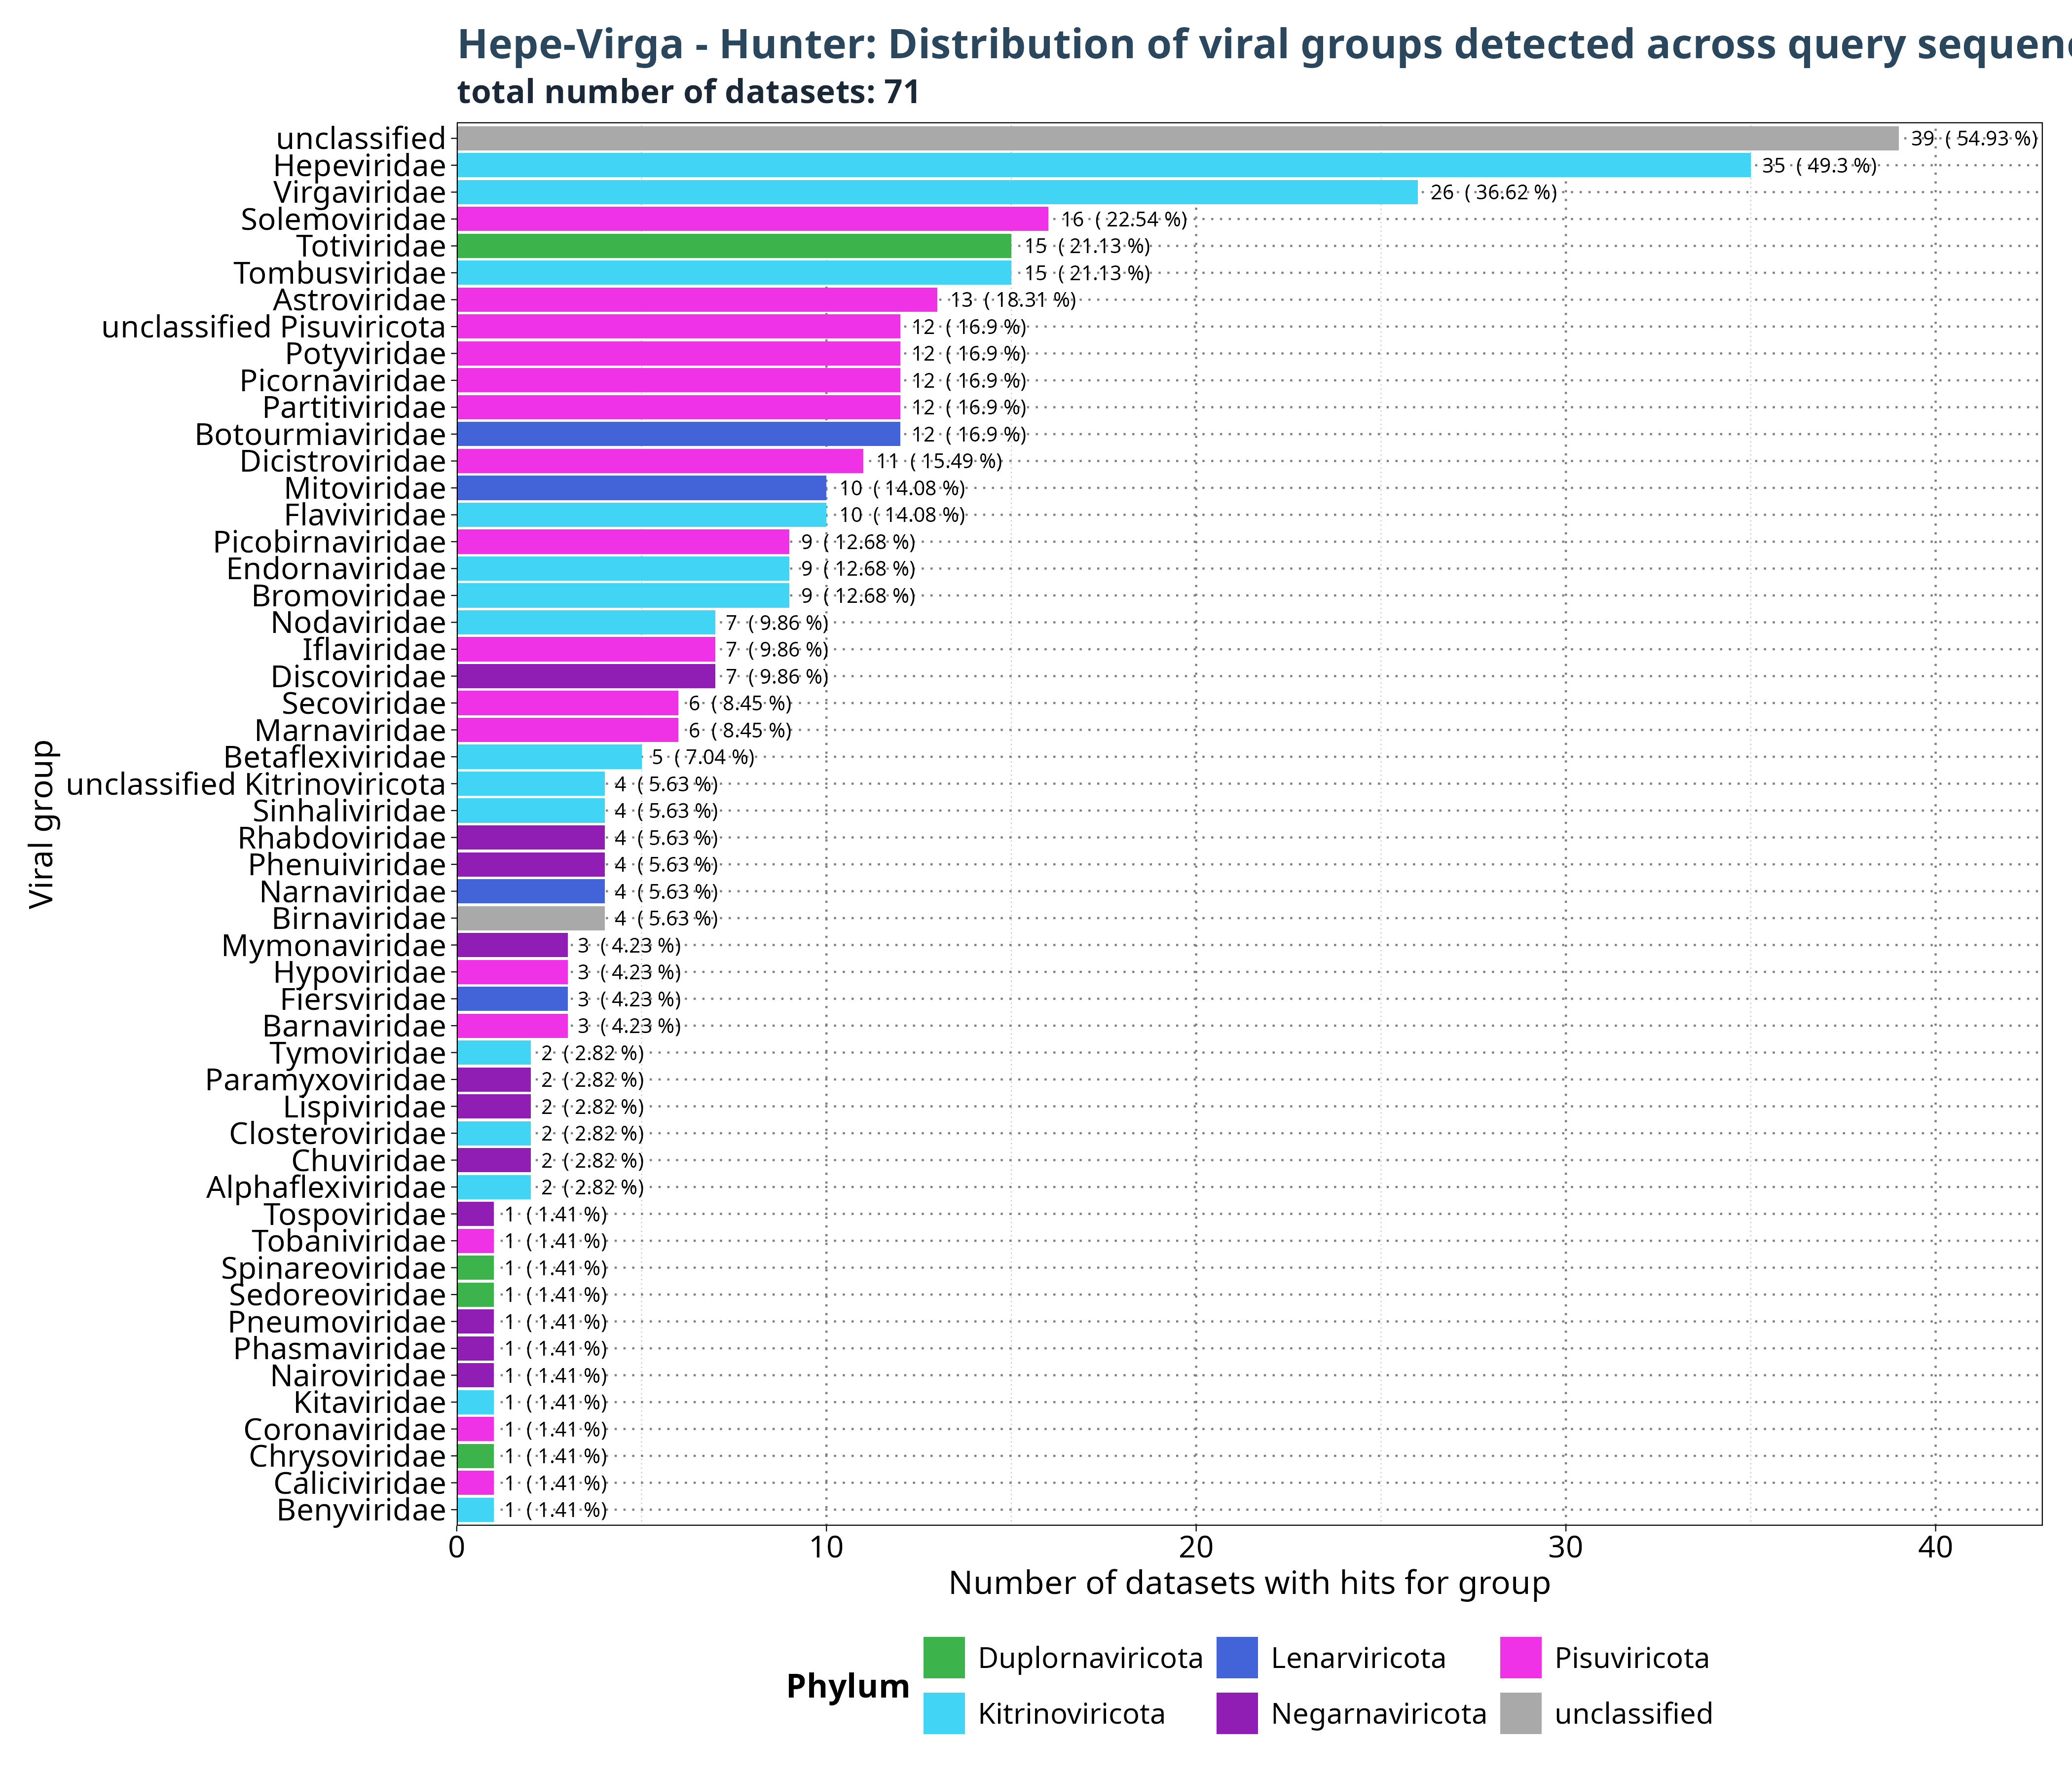 Hepe-Virga - Hunter: Distribution of viral groups detected across query sequen
total number of datasets: 71
unclassified 39 ( 54.93 %)
Hepeviridae 35 ( 49.3 %)
Virgaviridae 26 ( 36.62 %)
Solemoviridae 16 ( 22.54 %)
Totiviridae 15 ( 21.13 %)
Tombusviridae 15 ( 21.13 %)
Astroviridae 13 ( 18.31 %)
unclassified Pisuviricota 12 ( 16.9 %)
Potyviridae 12 ( 16.9 %)
Picornaviridae 12 ( 16.9 %)
Partitiviridae 12 ( 16.9 %)
Botourmiaviridae 12 ( 16.9 %)
Dicistroviridae 11 ( 15.49 %)
Mitoviridae 10 ( 14.08 %)
Flaviviridae 10 ( 14.08 %)
Picobirnaviridae 9 ( 12.68 %)
Endornaviridae 9 ( 12.68 %)
Bromoviridae 9 ( 12.68 %)
Nodaviridae 7 ( 9.86 %)
Iflaviridae 7 ( 9.86 %)
Discoviridae 7 ( 9.86 %)
Secoviridae 6 ( 8.45 %)
Marnaviridae 6 ( 8.45 %)
Betaflexiviridae 5 ( 7.04 %)
unclassified Kitrinoviricota 4 ( 5.63 %)
Sinhaliviridae 4 ( 5.63 %)
Rhabdoviridae 4 ( 5.63 %)
Phenuiviridae 4 ( 5.63 %)
Narnaviridae 4 ( 5.63 %)
Birnaviridae 4 ( 5.63 %)
Mymonaviridae 3 ( 4.23 %)
Hypoviridae 3 ( 4.23 %)
Fiersviridae 3 ( 4.23 %)
Barnaviridae 3 ( 4.23 %)
Tymoviridae 2 ( 2.82 %)
Paramyxoviridae 2 ( 2.82 %)
Lispiviridae 2 ( 2.82 %)
Closteroviridae 2 ( 2.82 %)
Chuviridae 2 ( 2.82 %)
Alphaflexiviridae 2 ( 2.82 %)
Tospoviridae 1 ( 1.41 %)
Tobaniviridae 1 ( 1.41 %)
Spinareoviridae 1 ( 1.41 %)
Sedoreoviridae 1 ( 1.41 %)
Pneumoviridae 1 ( 1.41 %)
Phasmaviridae 1 ( 1.41 %)
Nairoviridae 1 ( 1.41 %)
Kitaviridae 1 ( 1.41 %)
Coronaviridae 1 ( 1.41 %)
Chrysoviridae 1 ( 1.41 %)
Caliciviridae 1 ( 1.41 %)
Benyviridae 1 ( 1.41 %)
Viral group
0 10 20 30 40
Number of datasets with hits for group
Phylum
Duplornaviricota Lenarviricota Pisuviricota
Kitrinoviricota Negarnaviricota unclassified